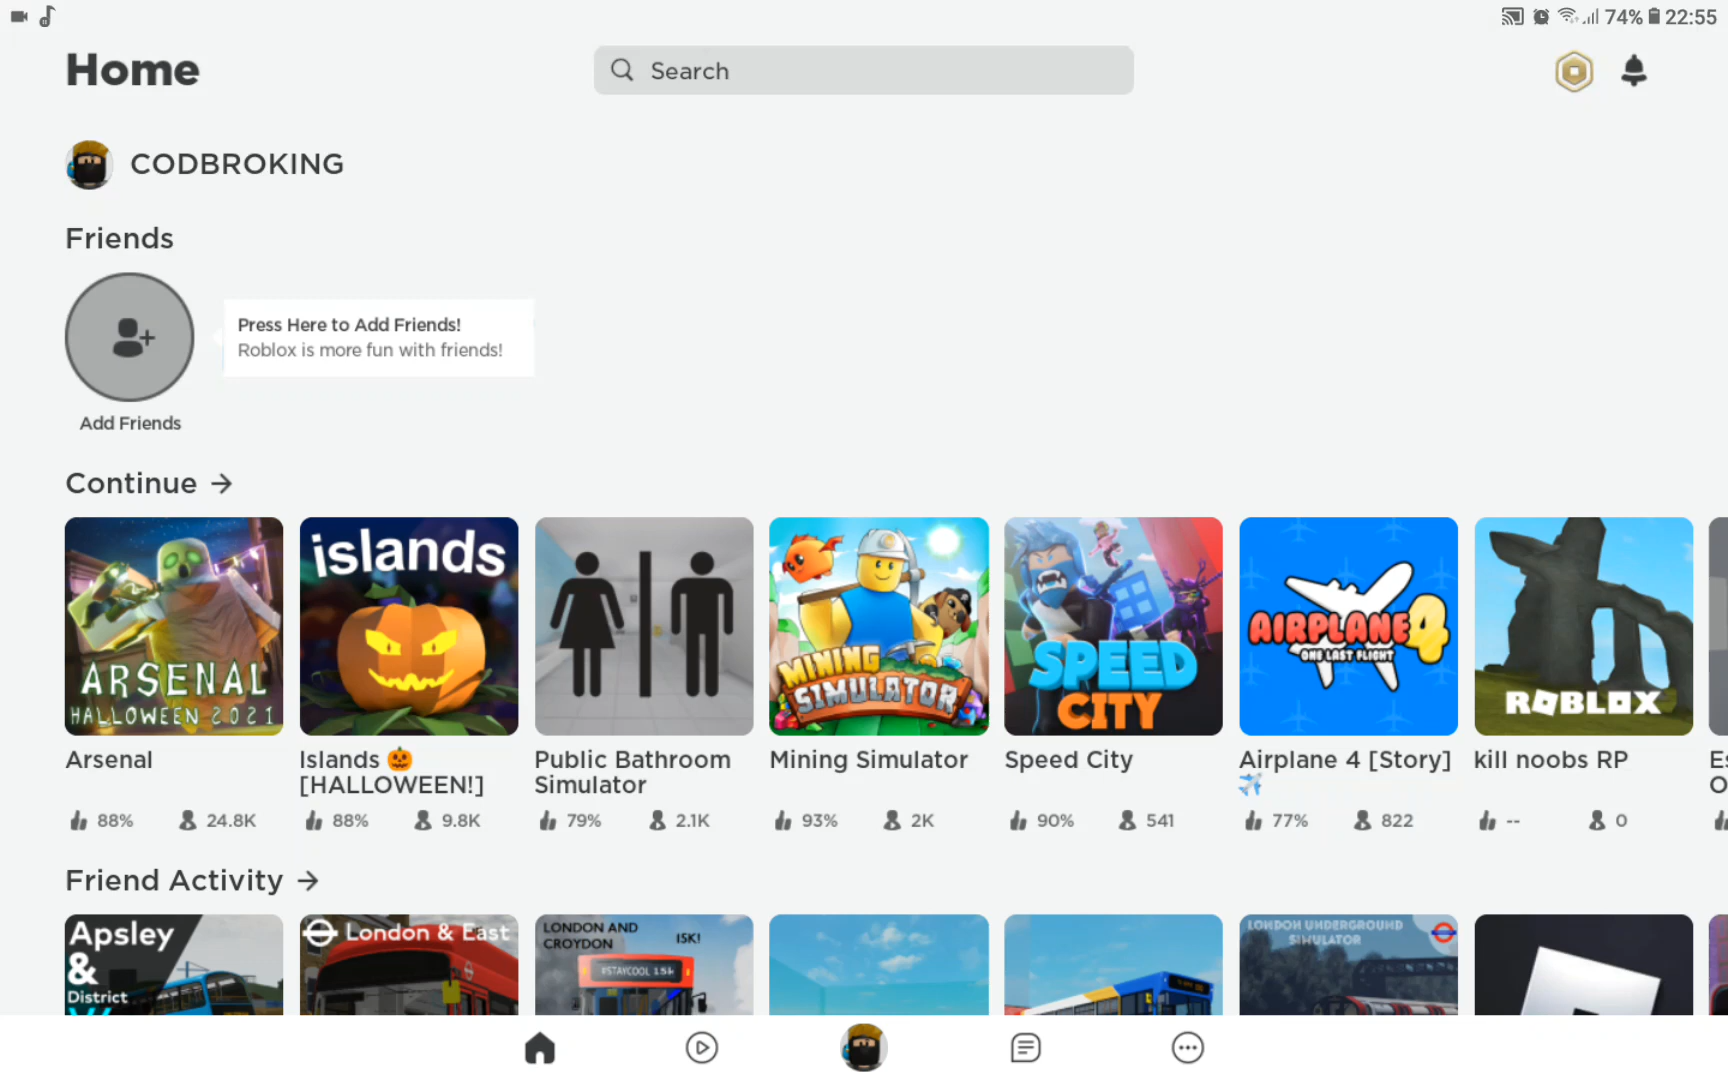 74% 22:55
Home
Search
CODBROKING
Friends
Press Here to Add Friends!
Roblox is more fun with friends!
Add Friends
Continue →
islands
ARSENAL
HALLOWEEN 2021
MINING
SIMULATOR
SPEED
CITY
AIRPLANE 4
ONE LAST FLIGHT
ROBLOX
Arsenal
Islands 🎃
[HALLOWEEN!]
Public Bathroom
Simulator
Mining Simulator
Speed City
Airplane 4 [Story]
✈️
kill noobs RP
Es
O
88% 24.8K
88% 9.8K
79% 2.1K
93% 2K
90% 541
77% 822
-- 0
Friend Activity →
Apsley
&
District
London & East
LONDON AND
CROYDON
15K!
#STAYCOOL 15k
LONDON UNDERGROUND
SIMULATOR